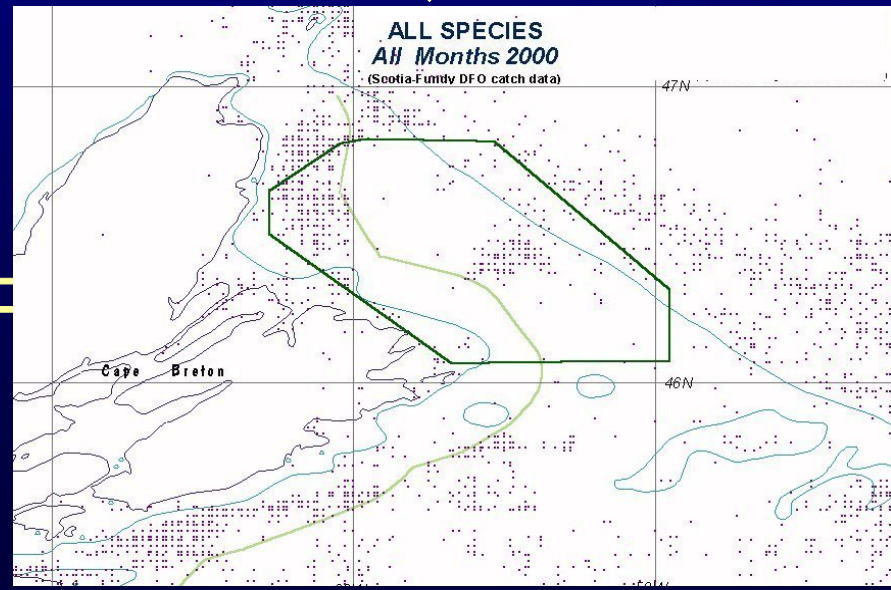 ALL SPECIES
All Months 2000
(Scotia-Fundy DFO catch data)
47N
Cape Breton
46N